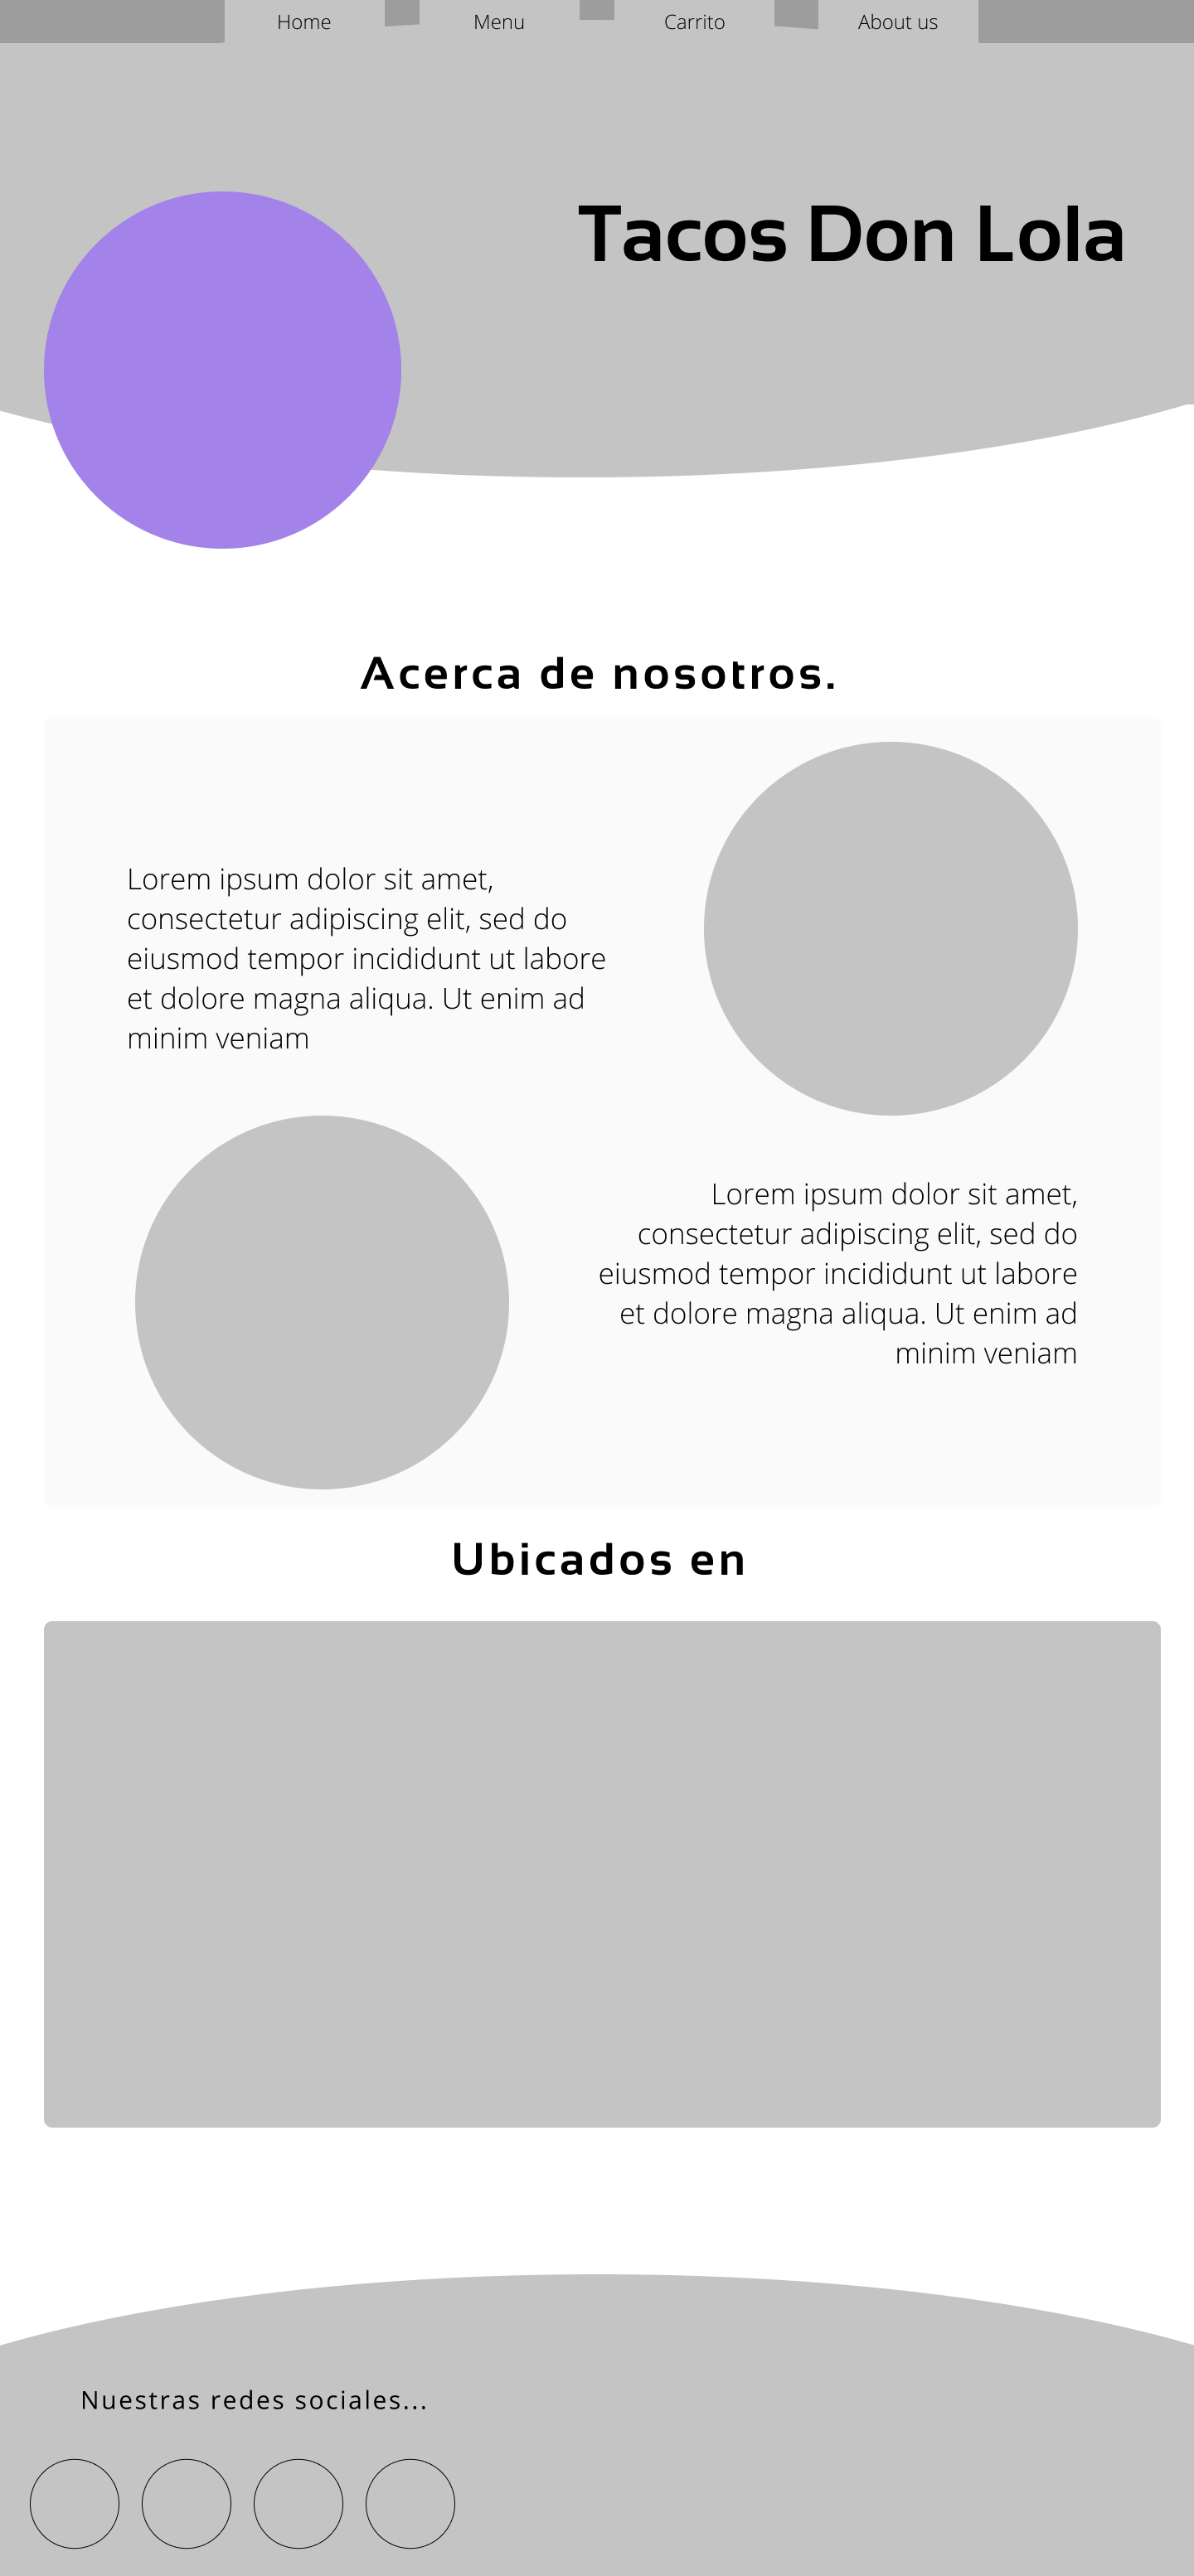 Home Menu Carrito About us
Tacos Don Lola
Acerca de nosotros.
Lorem ipsum dolor sit amet,
consectetur adipiscing elit, sed do
eiusmod tempor incididunt ut labore
et dolore magna aliqua. Ut enim ad
minim veniam
Lorem ipsum dolor sit amet,
consectetur adipiscing elit, sed do
eiusmod tempor incididunt ut labore
et dolore magna aliqua. Ut enim ad
minim veniam
Ubicados en
Nuestras redes sociales...